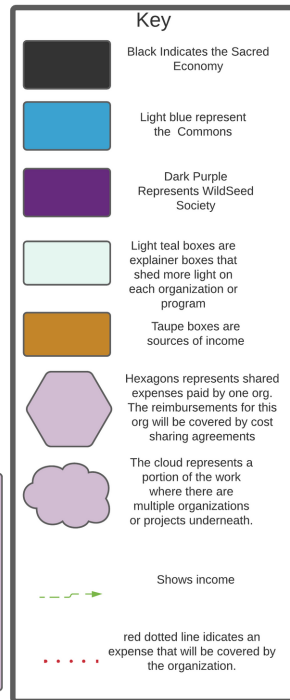 Key
Black Indicates the Sacred
Economy
Light blue represent
the Commons
Dark Purple
Represents WildSeed
Society
Light teal boxes are
explainer boxes that
shed more light on
each organization or
program
Taupe boxes are
sources of income
Hexagons represents shared
expenses paid by one org.
The reimbursements for this
org will be covered by cost
sharing agreements
The cloud represents a
portion of the work
where there are
multiple organizations
or projects underneath.
Shows income
red dotted line idicates an
expense that will be covered by
the organization.